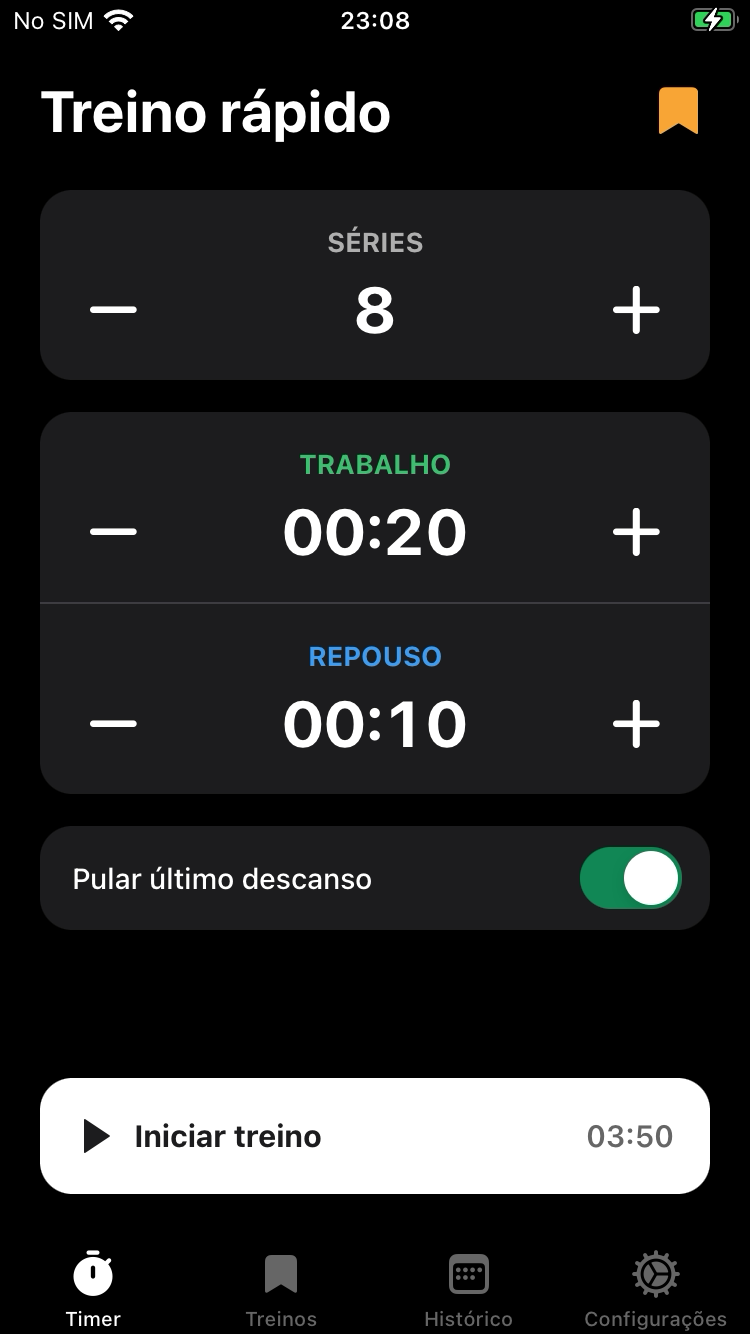 No SIM 23:08
Treino rápido
SÉRIES
8
TRABALHO
00:20
REPOUSO
00:10
Pular último descanso
Iniciar treino 03:50
Timer Treinos Histórico Configurações